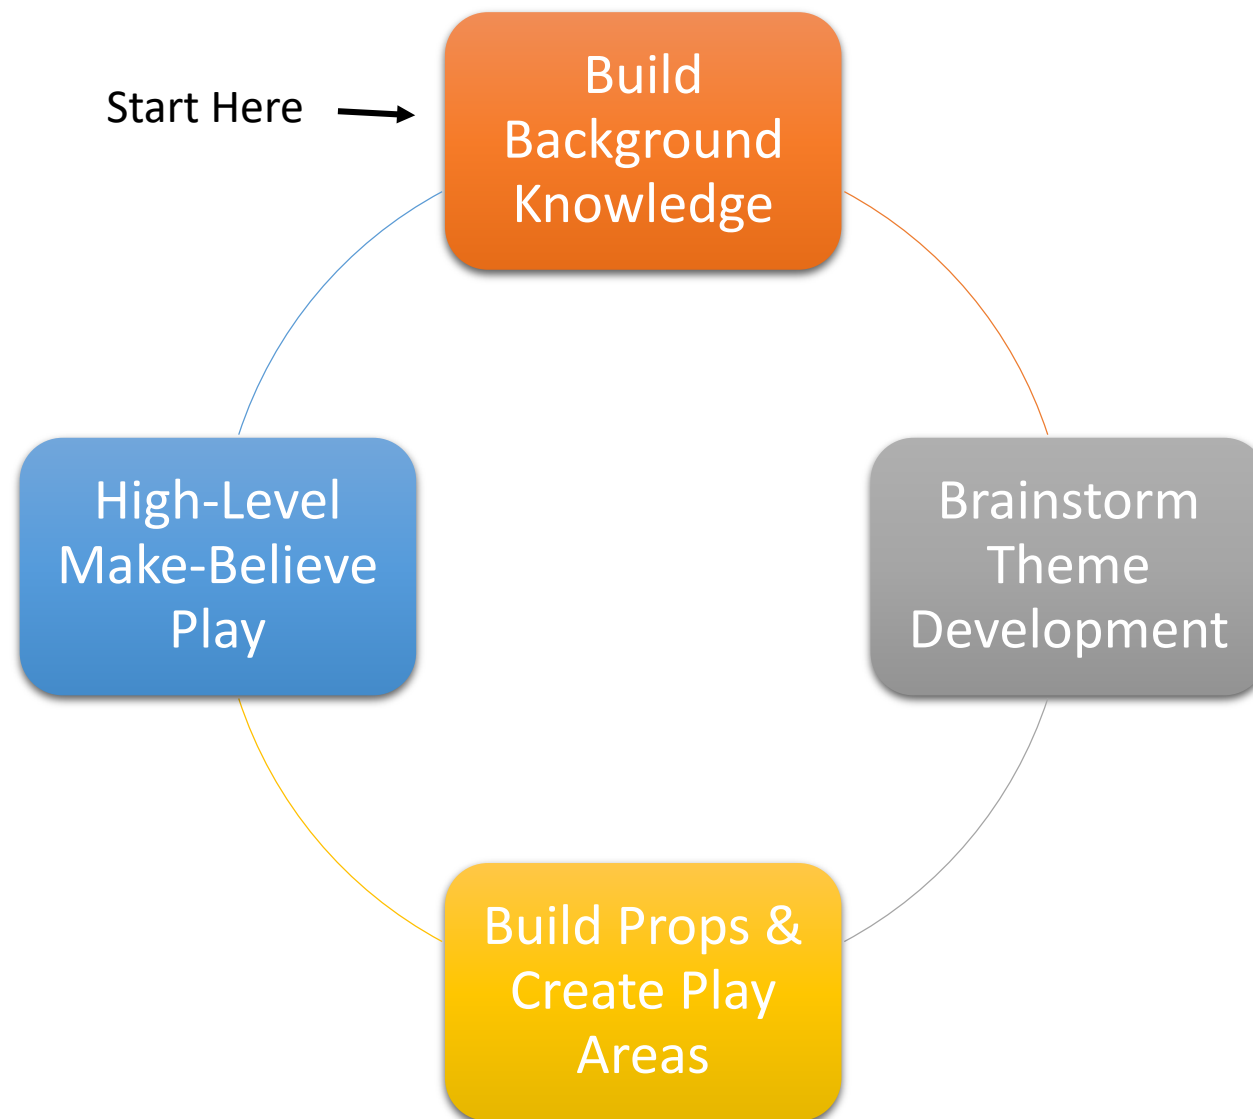 Start Here
Build
Background
Knowledge
Brainstorm
Theme
Development
Build Props &
Create Play
Areas
High-Level
Make-Believe
Play